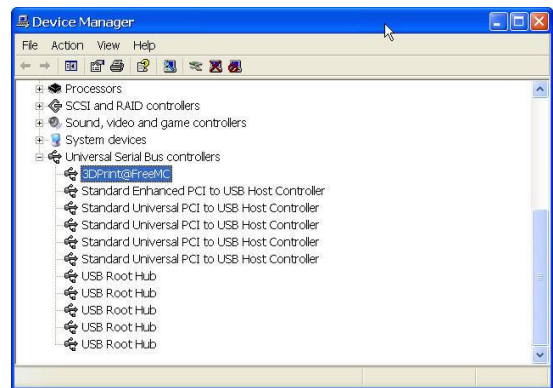 Device Manager
File Action View Help
Processors
SCSI and RAID controllers
Sound, video and game controllers
System devices
Universal Serial Bus controllers
3DPrint@FreeMC
Standard Enhanced PCI to USB Host Controller
Standard Universal PCI to USB Host Controller
Standard Universal PCI to USB Host Controller
Standard Universal PCI to USB Host Controller
Standard Universal PCI to USB Host Controller
USB Root Hub
USB Root Hub
USB Root Hub
USB Root Hub
USB Root Hub